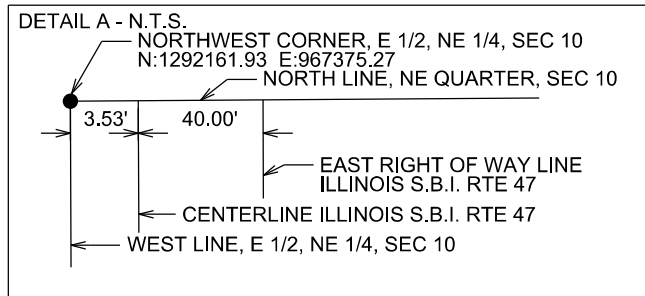 DETAIL A - N.T.S.
NORTHWEST CORNER, E 1/2, NE 1/4, SEC 10
N:1292161.93 E:967375.27
NORTH LINE, NE QUARTER, SEC 10
3.53' 40.00'
EAST RIGHT OF WAY LINE
ILLINOIS S.B.I. RTE 47
CENTERLINE ILLINOIS S.B.I. RTE 47
WEST LINE, E 1/2, NE 1/4, SEC 10